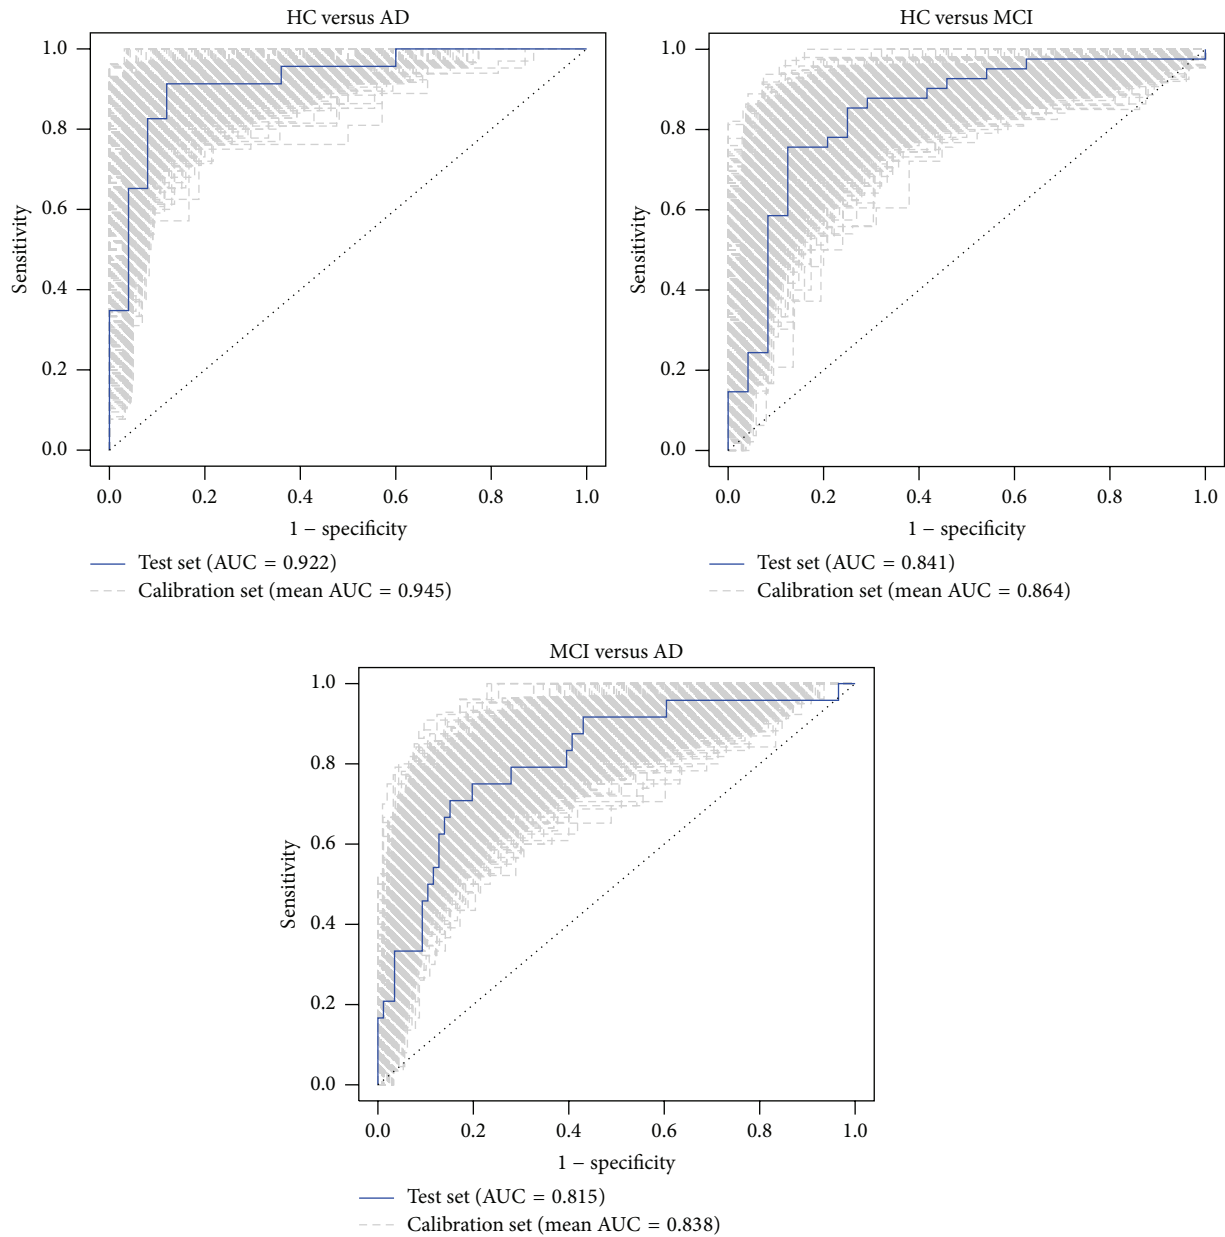 HC versus AD
1.0
0.8
0.6
0.4
0.2
0.0
Sensitivity
0.0 0.2 0.4 0.6 0.8 1.0
1 − specificity
Test set (AUC = 0.922)
Calibration set (mean AUC = 0.945)
HC versus MCI
1.0
0.8
0.6
0.4
0.2
0.0
Sensitivity
0.0 0.2 0.4 0.6 0.8 1.0
1 − specificity
Test set (AUC = 0.841)
Calibration set (mean AUC = 0.864)
MCI versus AD
1.0
0.8
0.6
0.4
0.2
0.0
Sensitivity
0.0 0.2 0.4 0.6 0.8 1.0
1 − specificity
Test set (AUC = 0.815)
Calibration set (mean AUC = 0.838)